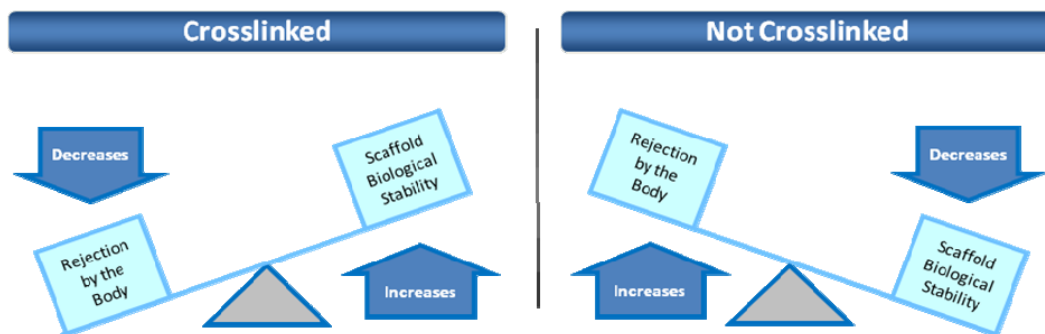 Crosslinked
Decreases
Rejection
by the
Body
Scaffold
Biological
Stability
Increases
Not Crosslinked
Rejection
by the
Body
Increases
Decreases
Scaffold
Biological
Stability